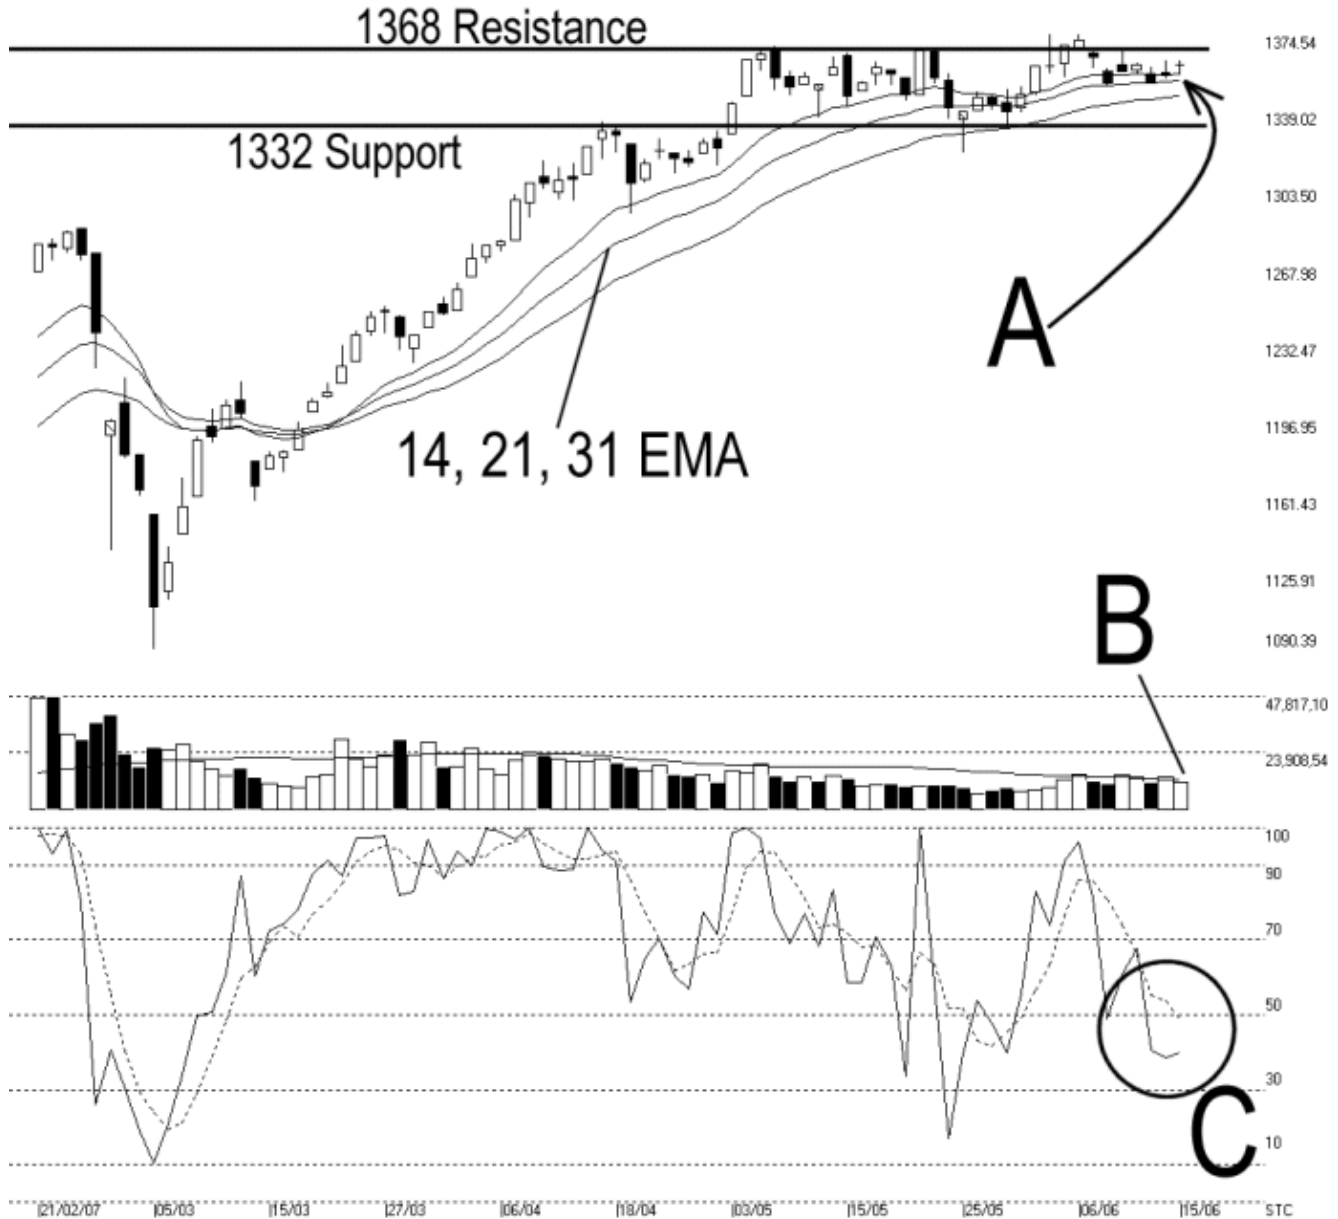 1368 Resistance
1374.54
1339.02
1332 Support
1303.50
1267.98
A
1232.47
14, 21, 31 EMA
1196.95
1161.43
1125.91
B
1090.39
47,817,10
23,908,54
100
90
70
50
30
C
10
21/02/07 05/03 15/03 27/03 06/04 18/04 03/05 15/05 25/05 06/06 15/06 STC